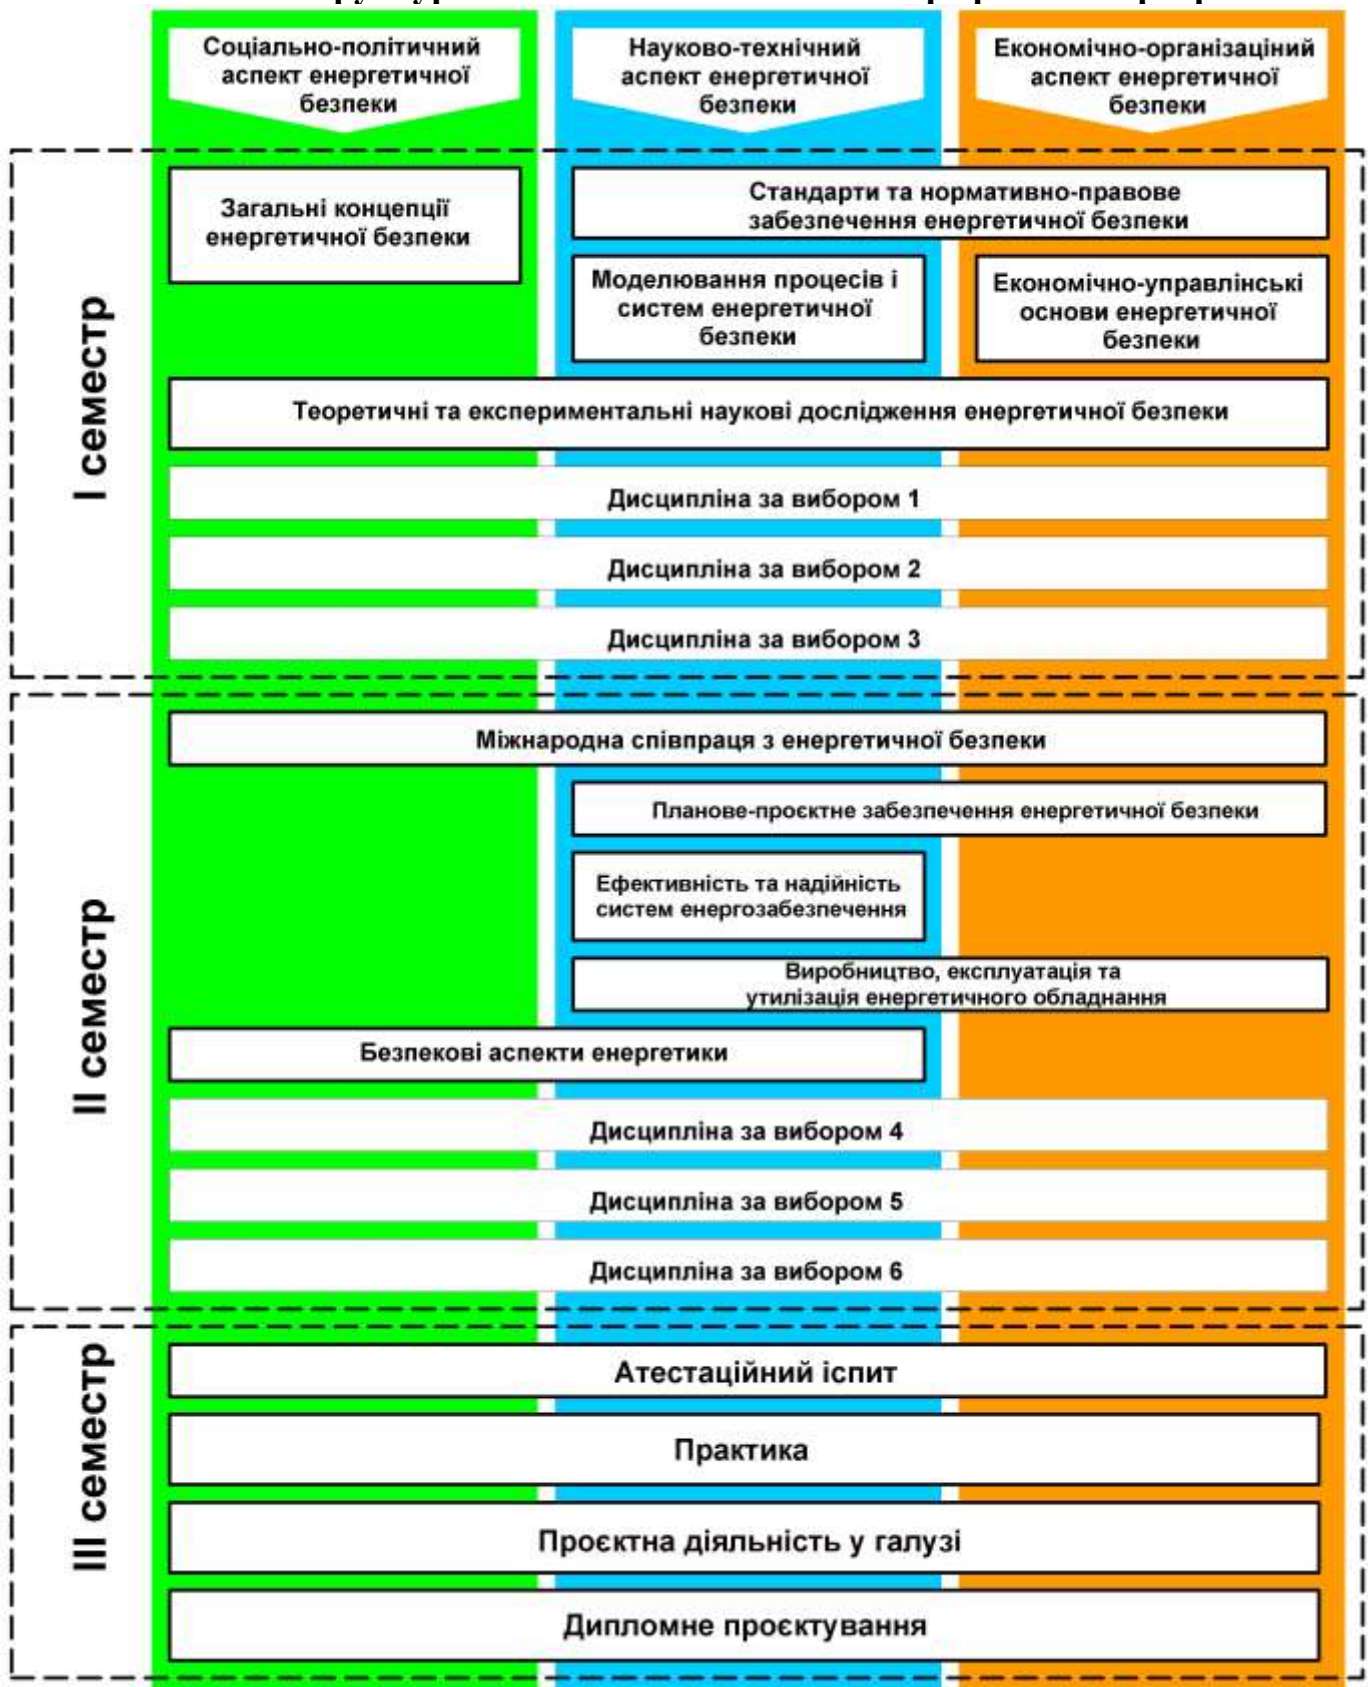 Соціально-політичний
аспект енергетичної
безпеки
Науково-технічний
аспект енергетичної
безпеки
Економічно-організаціний
аспект енергетичної
безпеки
I семестр
Загальні концепції
енергетичної безпеки
Стандарти та нормативно-правове
забезпечення енергетичної безпеки
Моделювання процесів і
систем енергетичної
безпеки
Економічно-управлінські
основи енергетичної
безпеки
Теоретичні та експериментальні наукові дослідження енергетичної безпеки
Дисципліна за вибором 1
Дисципліна за вибором 2
Дисципліна за вибором 3
II семестр
Міжнародна співпраця з енергетичної безпеки
Планове-проєктне забезпечення енергетичної безпеки
Ефективність та надійність
систем енергозабезпечення
Виробництво, експлуатація та
утилізація енергетичного обладнання
Безпекові аспекти енергетики
Дисципліна за вибором 4
Дисципліна за вибором 5
Дисципліна за вибором 6
III семестр
Атестаційний іспит
Практика
Проєктна діяльність у галузі
Дипломне проєктування